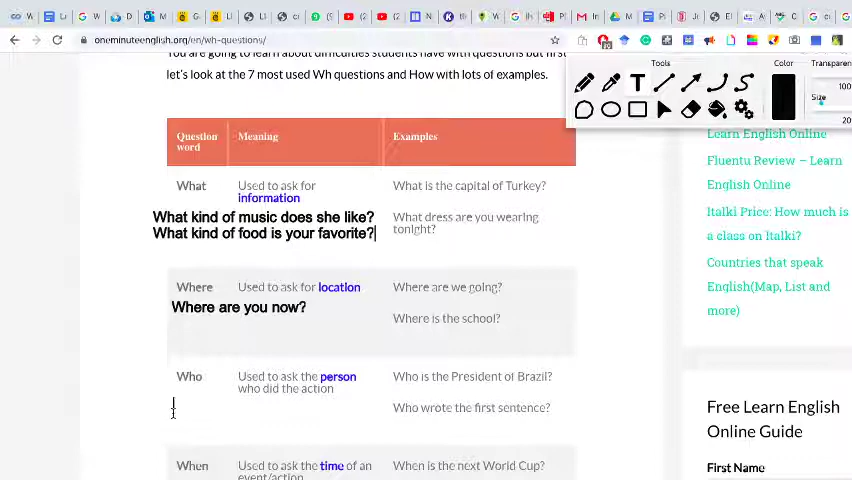 oneminuteenglish.org/en/wh-questions/
You are going to learn about difficulties students have with questions but first
let's look at the 7 most used Wh questions and How with lots of examples.
Tools
Color
Transparen
100
Size
20
Question word
Meaning
Examples
What
Used to ask for
information
What is the capital of Turkey?
What kind of music does she like?
What kind of food is your favorite?
What dress are you wearing
tonight?
Where
Used to ask for location
Where are we going?
Where are you now?
Where is the school?
Who
Used to ask the person
who did the action
Who is the President of Brazil?
Who wrote the first sentence?
When
Used to ask the time of an
event/action
When is the next World Cup?
Learn English Online
Fluentu Review – Learn
English Online
Italki Price: How much is
a class on Italki?
Countries that speak
English(Map, List and
more)
Free Learn English
Online Guide
First Name